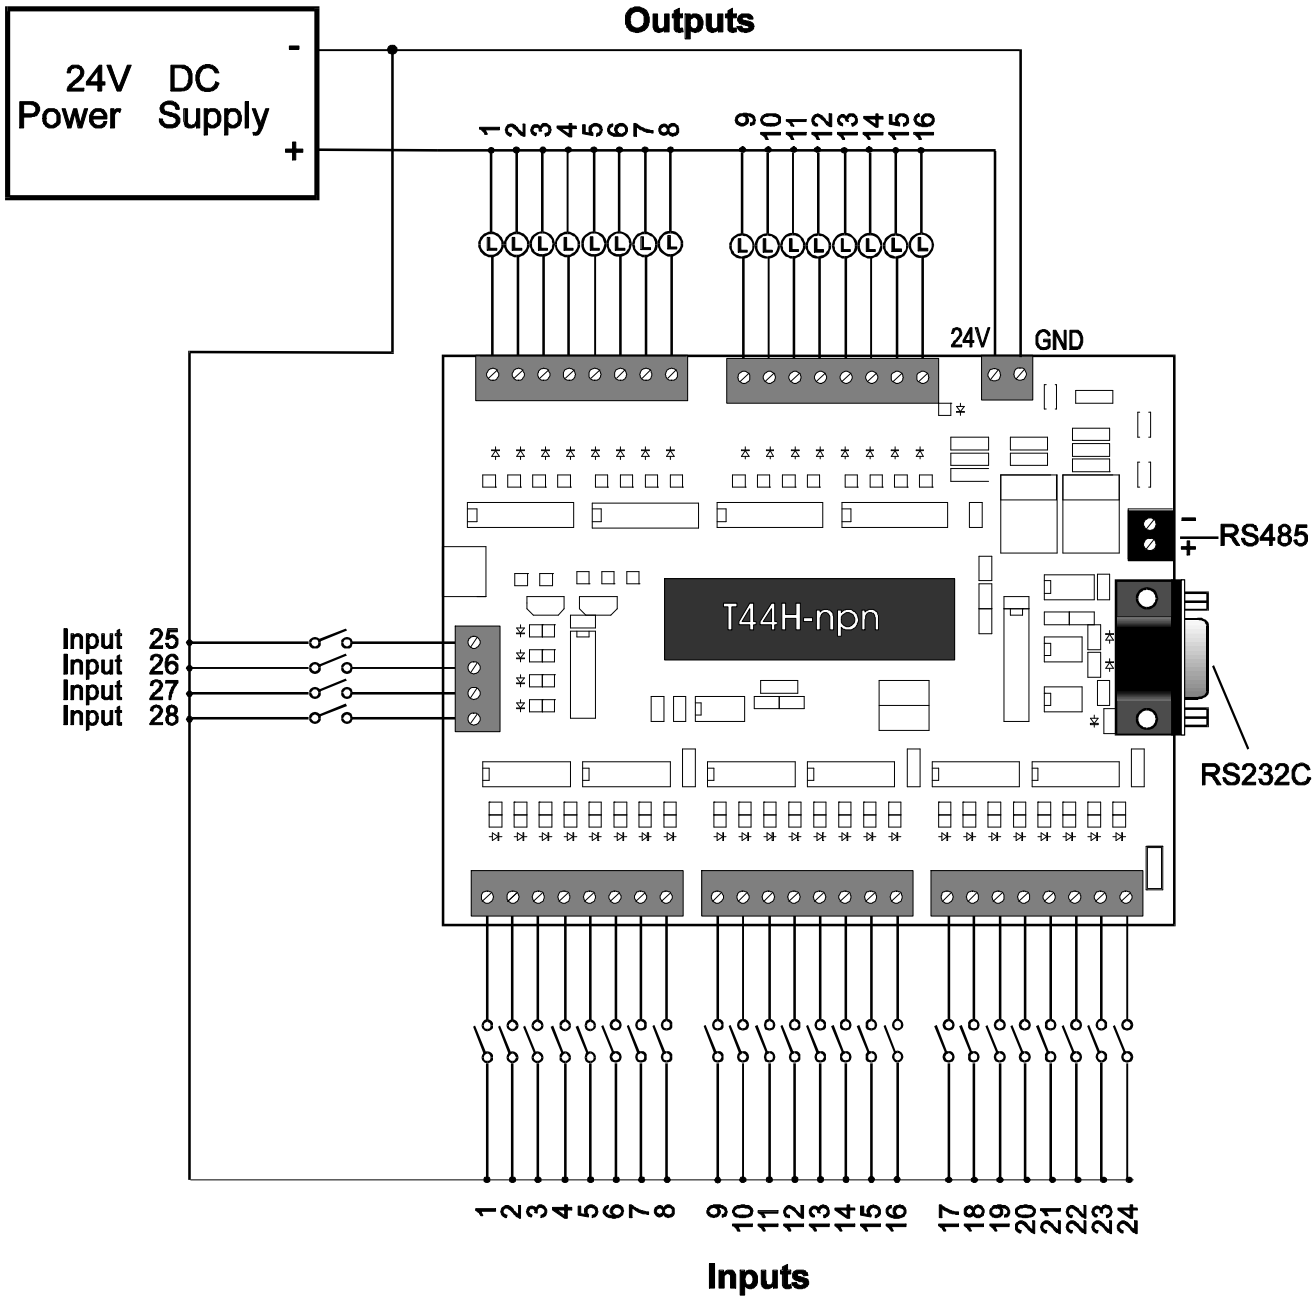 Outputs
-
24V DC
Power Supply
+
1 2 3 4 5 6 7 8 9 10 11 12 13 14 15 16
L L L L L L L L L L L L L L L L
24V GND
-
RS485
+
T44H-npn
Input 25
Input 26
Input 27
Input 28
RS232C
1 2 3 4 5 6 7 8 9 10 11 12 13 14 15 16 17 18 19 20 21 22 23 24
Inputs